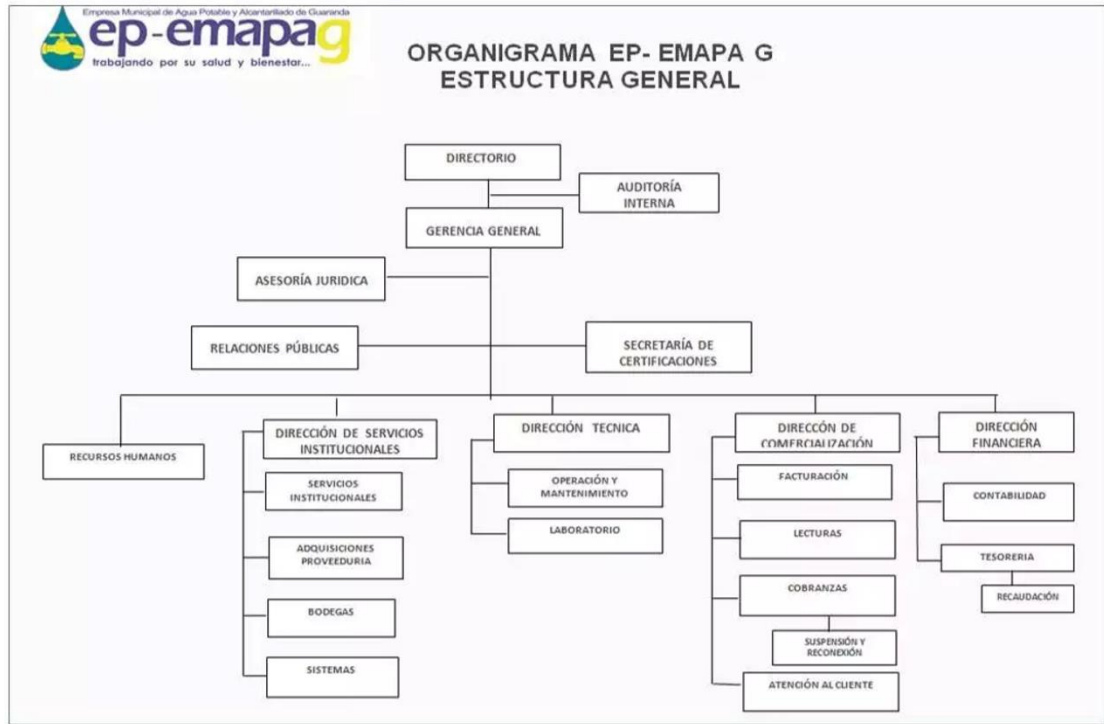 Empresa Municipal de Agua Potable y Alcantarillado de Guaranda
ep-emapag
trabajando por su salud y bienestar...
ORGANIGRAMA EP- EMAPA G
ESTRUCTURA GENERAL
DIRECTORIO
AUDITORÍA
INTERNA
GERENCIA GENERAL
ASESORÍA JURIDICA
RELACIONES PÚBLICAS
SECRETARÍA DE
CERTIFICACIONES
RECURSOS HUMANOS
DIRECCIÓN DE SERVICIOS
INSTITUCIONALES
SERVICIOS
INSTITUCIONALES
ADQUISICIONES
PROVEEDURIA
BODEGAS
SISTEMAS
DIRECCIÓN TECNICA
OPERACIÓN Y
MANTENIMIENTO
LABORATORIO
DIRECCÓN DE
COMERCIALIZACIÓN
FACTURACIÓN
LECTURAS
COBRANZAS
SUSPENSIÓN Y
RECONEXIÓN
ATENCIÓN AL CLIENTE
DIRECCIÓN
FINANCIERA
CONTABILIDAD
TESORERIA
RECAUDACIÓN